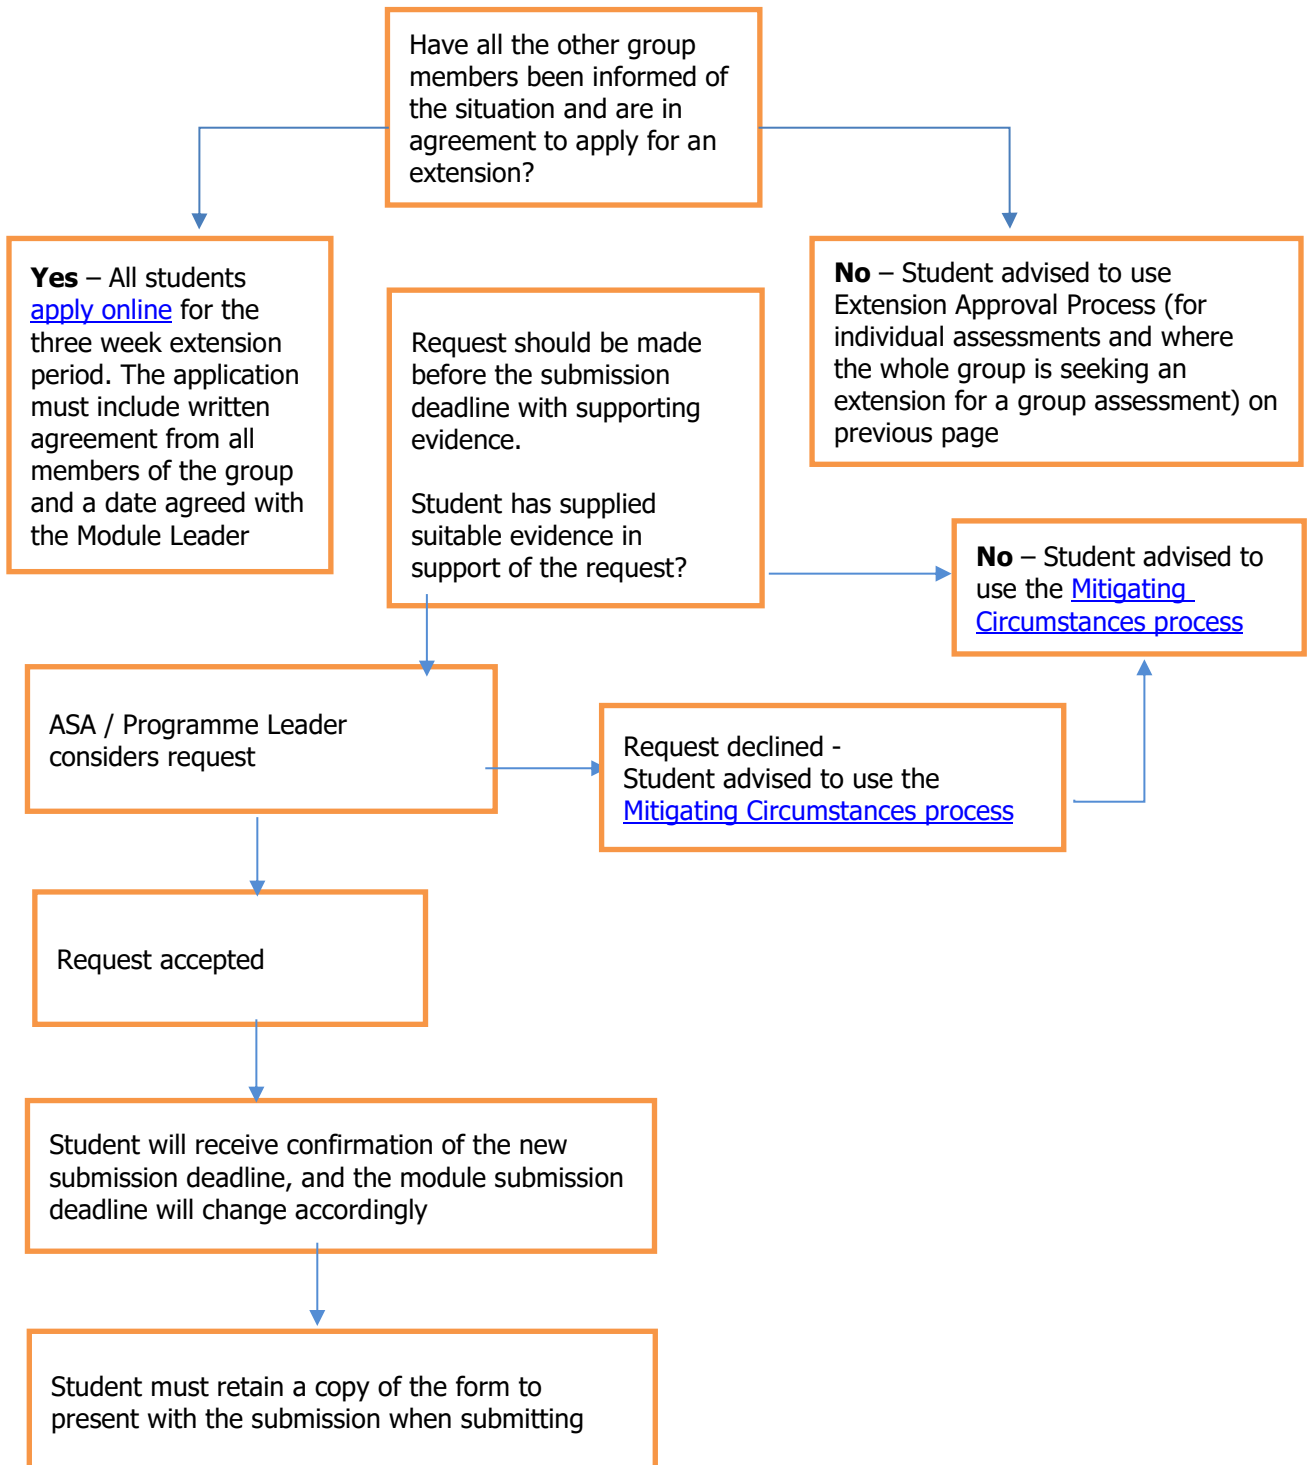 Have all the other group
members been informed of
the situation and are in
agreement to apply for an
extension?
Yes – All students
apply online for the
three week extension
period. The application
must include written
agreement from all
members of the group
and a date agreed with
the Module Leader
Request should be made
before the submission
deadline with supporting
evidence.
Student has supplied
suitable evidence in
support of the request?
No – Student advised to use
Extension Approval Process (for
individual assessments and where
the whole group is seeking an
extension for a group assessment) on
previous page
No – Student advised to
use the Mitigating
Circumstances process
ASA / Programme Leader
considers request
Request declined -
Student advised to use the
Mitigating Circumstances process
Request accepted
Student will receive confirmation of the new
submission deadline, and the module submission
deadline will change accordingly
Student must retain a copy of the form to
present with the submission when submitting